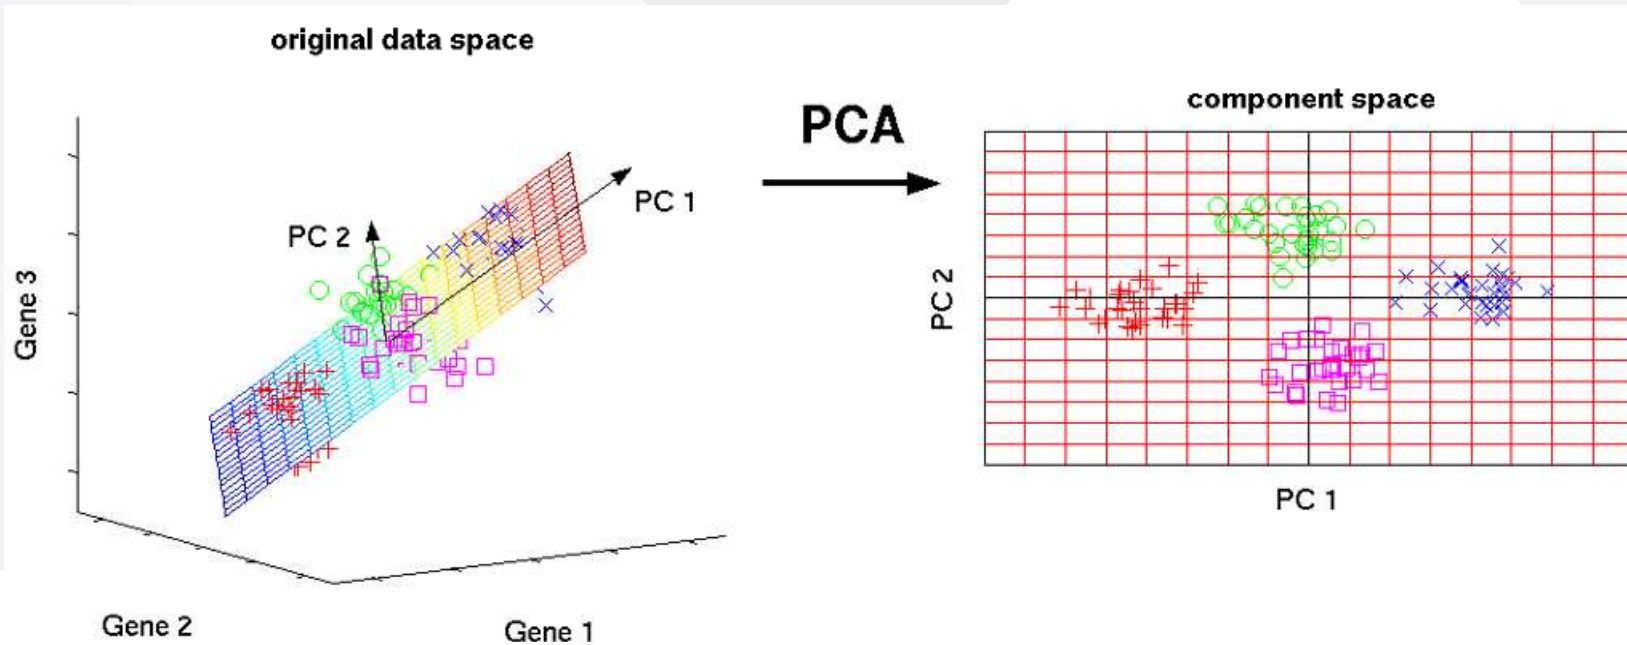 original data space
PCA
component space
PC 1
PC 2
Gene 3
PC 2
PC 1
Gene 2
Gene 1